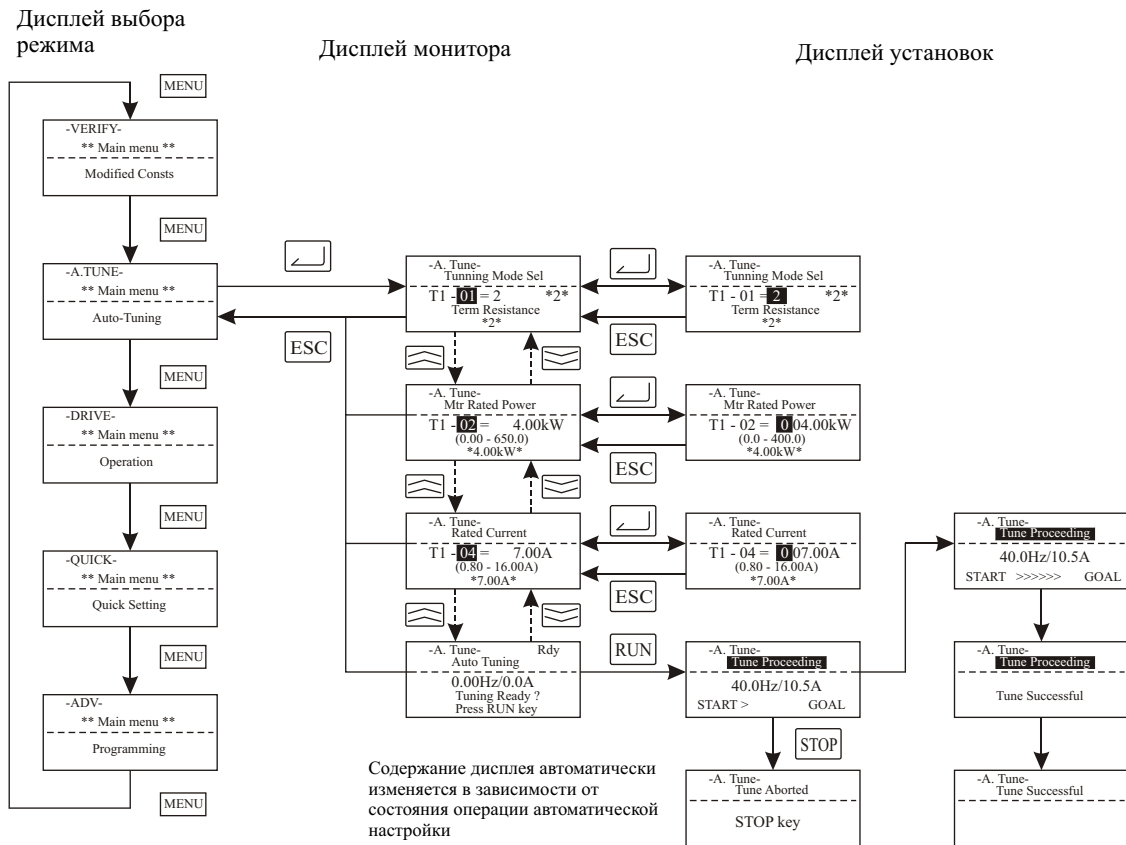 Дисплей выбора
режима
Дисплей монитора
Дисплей установок
MENU
-VERIFY-
** Main menu **
Modified Consts
MENU
-A.TUNE-
** Main menu **
Auto-Tuning
MENU
-DRIVE-
** Main menu **
Operation
MENU
-QUICK-
** Main menu **
Quick Setting
MENU
-ADV-
** Main menu **
Programming
MENU
ESC
-A. Tune-
Tunning Mode Sel
T1 - 01 = 2 *2*
Term Resistance
*2*
ESC
-A. Tune-
Tunning Mode Sel
T1 - 01 = 2 *2*
Term Resistance
*2*
-A. Tune-
Mtr Rated Power
T1 - 02 = 4.00kW
(0.00 - 650.0)
*4.00kW*
ESC
-A. Tune-
Mtr Rated Power
T1 - 02 = 004.00kW
(0.0 - 400.0)
*4.00kW*
-A. Tune-
Rated Current
T1 - 04 = 7.00A
(0.80 - 16.00A)
*7.00A*
ESC
-A. Tune-
Rated Current
T1 - 04 = 007.00A
(0.80 - 16.00A)
*7.00A*
-A. Tune- Rdy
Auto Tuning
0.00Hz/0.0A
Tuning Ready ?
Press RUN key
RUN
-A. Tune-
Tune Proceeding
40.0Hz/10.5A
START > GOAL
STOP
-A. Tune-
Tune Aborted
STOP key
-A. Tune-
Tune Proceeding
40.0Hz/10.5A
START >>>>>> GOAL
-A. Tune-
Tune Proceeding
Tune Successful
-A. Tune-
Tune Successful
Содержание дисплея автоматически
изменяется в зависимости от
состояния операции автоматической
настройки